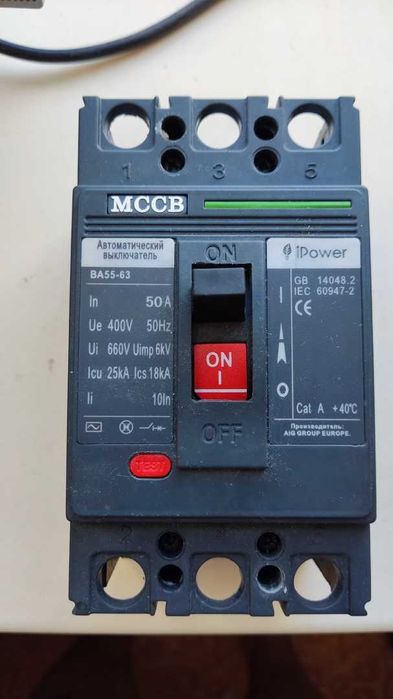 1 3 5
MCCB
Автоматический
выключатель
ВА55-63
In 50A
Ue 400V 50Hz
Ui 660V Uimp 6kV
Icu 25kA Ics 18kA
Ii 10In
TEST
ON
ON
I
OFF
iPower
GB 14048.2
IEC 60947-2
CE
I
O
Cat A +40°C
Производитель:
AIG GROUP EUROPE.
2